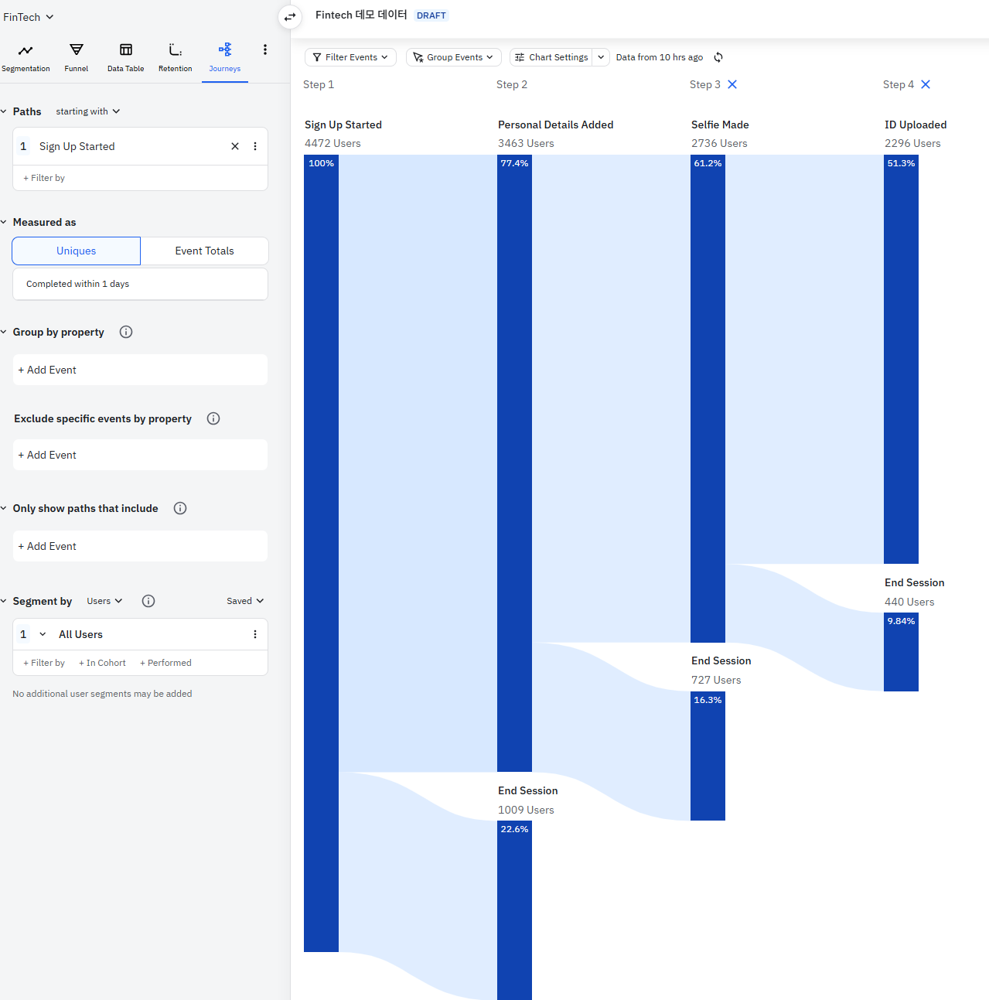 FinTech
Segmentation
Funnel
Data Table
Retention
Journeys
Paths starting with
1 Sign Up Started
+ Filter by
Measured as
Uniques
Event Totals
Completed within 1 days
Group by property
+ Add Event
Exclude specific events by property
+ Add Event
Only show paths that include
+ Add Event
Segment by Users Saved
1 All Users
+ Filter by + In Cohort + Performed
No additional user segments may be added
Fintech 데모 데이터 DRAFT
Filter Events
Group Events
Chart Settings
Data from 10 hrs ago
Step 1
Step 2
Step 3
Step 4
Sign Up Started
4472 Users
100%
Personal Details Added
3463 Users
77.4%
Selfie Made
2736 Users
61.2%
ID Uploaded
2296 Users
51.3%
End Session
440 Users
9.84%
End Session
727 Users
16.3%
End Session
1009 Users
22.6%